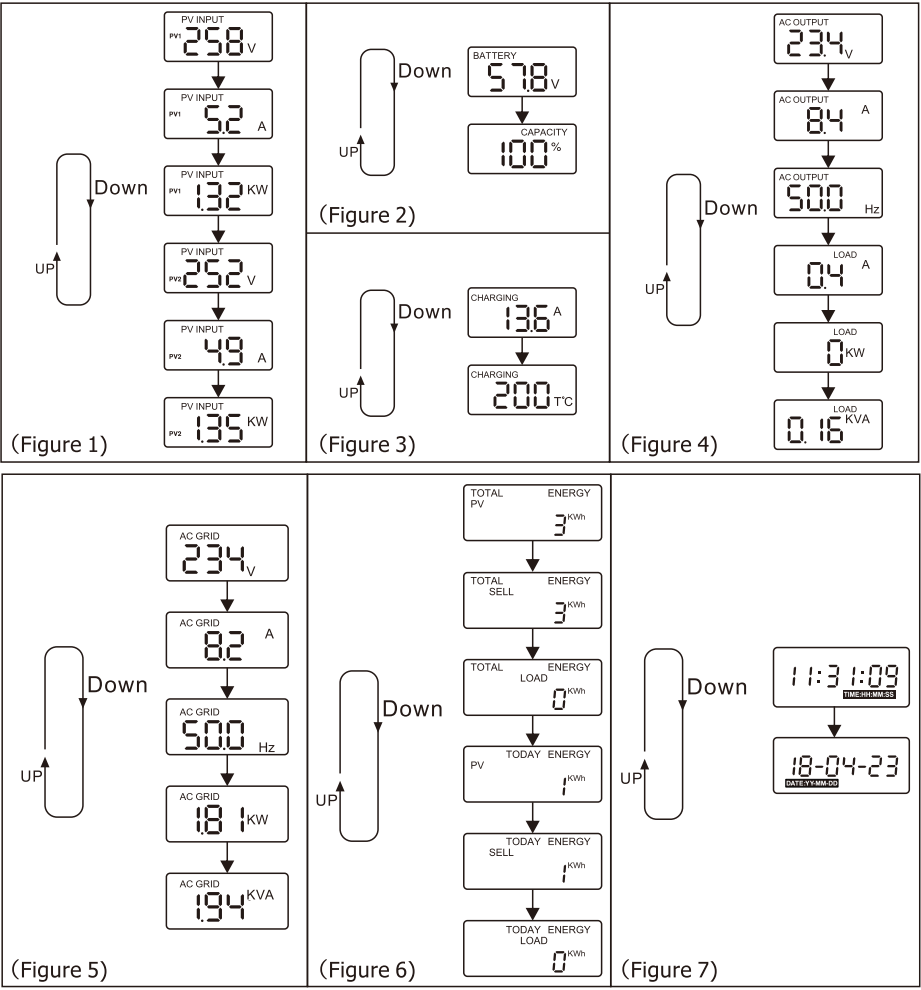 PV INPUT
PV1 258 V
PV INPUT
PV1 5.2 A
PV INPUT
PV1 1.32 KW
PV INPUT
PV2 252 V
PV INPUT
PV2 4.9 A
PV INPUT
PV2 1.35 KW
Down
UP
(Figure 1)
Down
UP
BATTERY
57.8 V
CAPACITY
100 %
(Figure 2)
Down
UP
CHARGING
13.6 A
CHARGING
200 T°C
(Figure 3)
AC OUTPUT
23.4 V
AC OUTPUT
8.4 A
AC OUTPUT
50.0 Hz
LOAD
0.4 A
LOAD
0 KW
LOAD
0.16 KVA
Down
UP
(Figure 4)
AC GRID
234 V
AC GRID
8.2 A
AC GRID
50.0 Hz
AC GRID
1.81 KW
AC GRID
1.94 KVA
Down
UP
(Figure 5)
TOTAL ENERGY
PV
3 KWh
TOTAL ENERGY
SELL
3 KWh
TOTAL ENERGY
LOAD
0 KWh
TODAY ENERGY
PV
1 KWh
TODAY ENERGY
SELL
1 KWh
TODAY ENERGY
LOAD
0 KWh
Down
UP
(Figure 6)
Down
UP
11:31:09
TIME:HH:MM:SS
18-04-23
DATE:YY-MM-DD
(Figure 7)